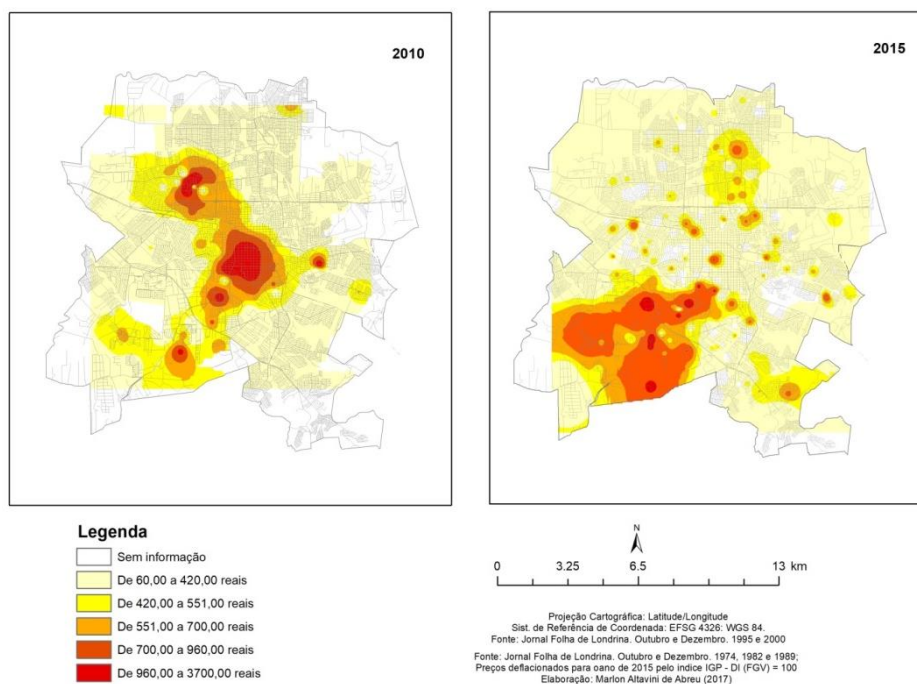 2010
2015
Legenda
Sem informação
De 60,00 a 420,00 reais
De 420,00 a 551,00 reais
De 551,00 a 700,00 reais
De 700,00 a 960,00 reais
De 960,00 a 3700,00 reais
N
0 3.25 6.5 13 km
Projeção Cartográfica: Latitude/Longitude
Sist. de Referência de Coordenada: EFSG 4326: WGS 84.
Fonte: Jornal Folha de Londrina. Outubro e Dezembro. 1995 e 2000
Fonte: Jornal Folha de Londrina. Outubro e Dezembro. 1974, 1982 e 1989;
Preços deflacionados para oano de 2015 pelo indice IGP - DI (FGV) = 100
Elaboração: Marlon Altavini de Abreu (2017)